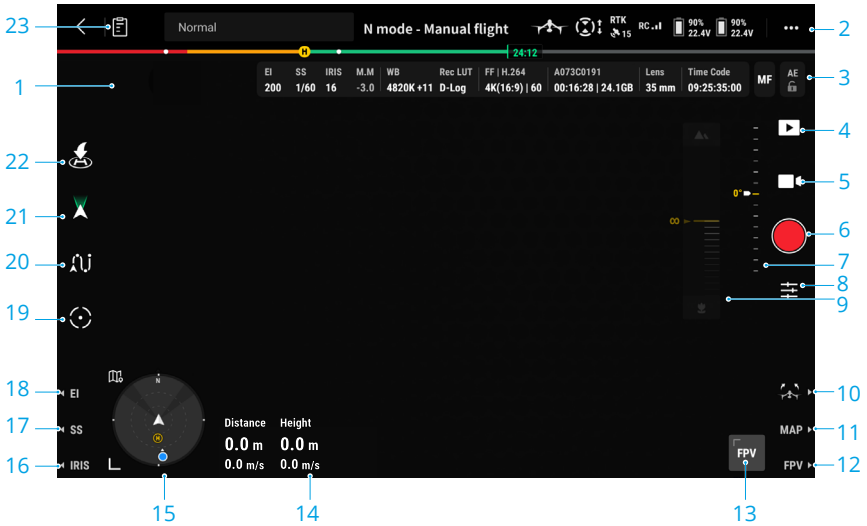 23
Normal
N mode - Manual flight
RTK
15
RC
90%
22.4V
90%
22.4V
2
H
24:12
1
EI
200
SS
1/60
IRIS
16
M.M
-3.0
WB
4820K +11
Rec LUT
D-Log
FF | H.264
4K(16:9) | 60
A073C0191
00:16:28 | 24.1GB
Lens
35 mm
Time Code
09:25:35:00
MF
AE
3
4
22
5
0°
21
∞
6
20
7
8
9
19
N
18
EI
10
17
SS
Distance
Height
MAP
11
H
0.0 m
0.0 m
16
IRIS
0.0 m/s
0.0 m/s
FPV
FPV
12
15
14
13